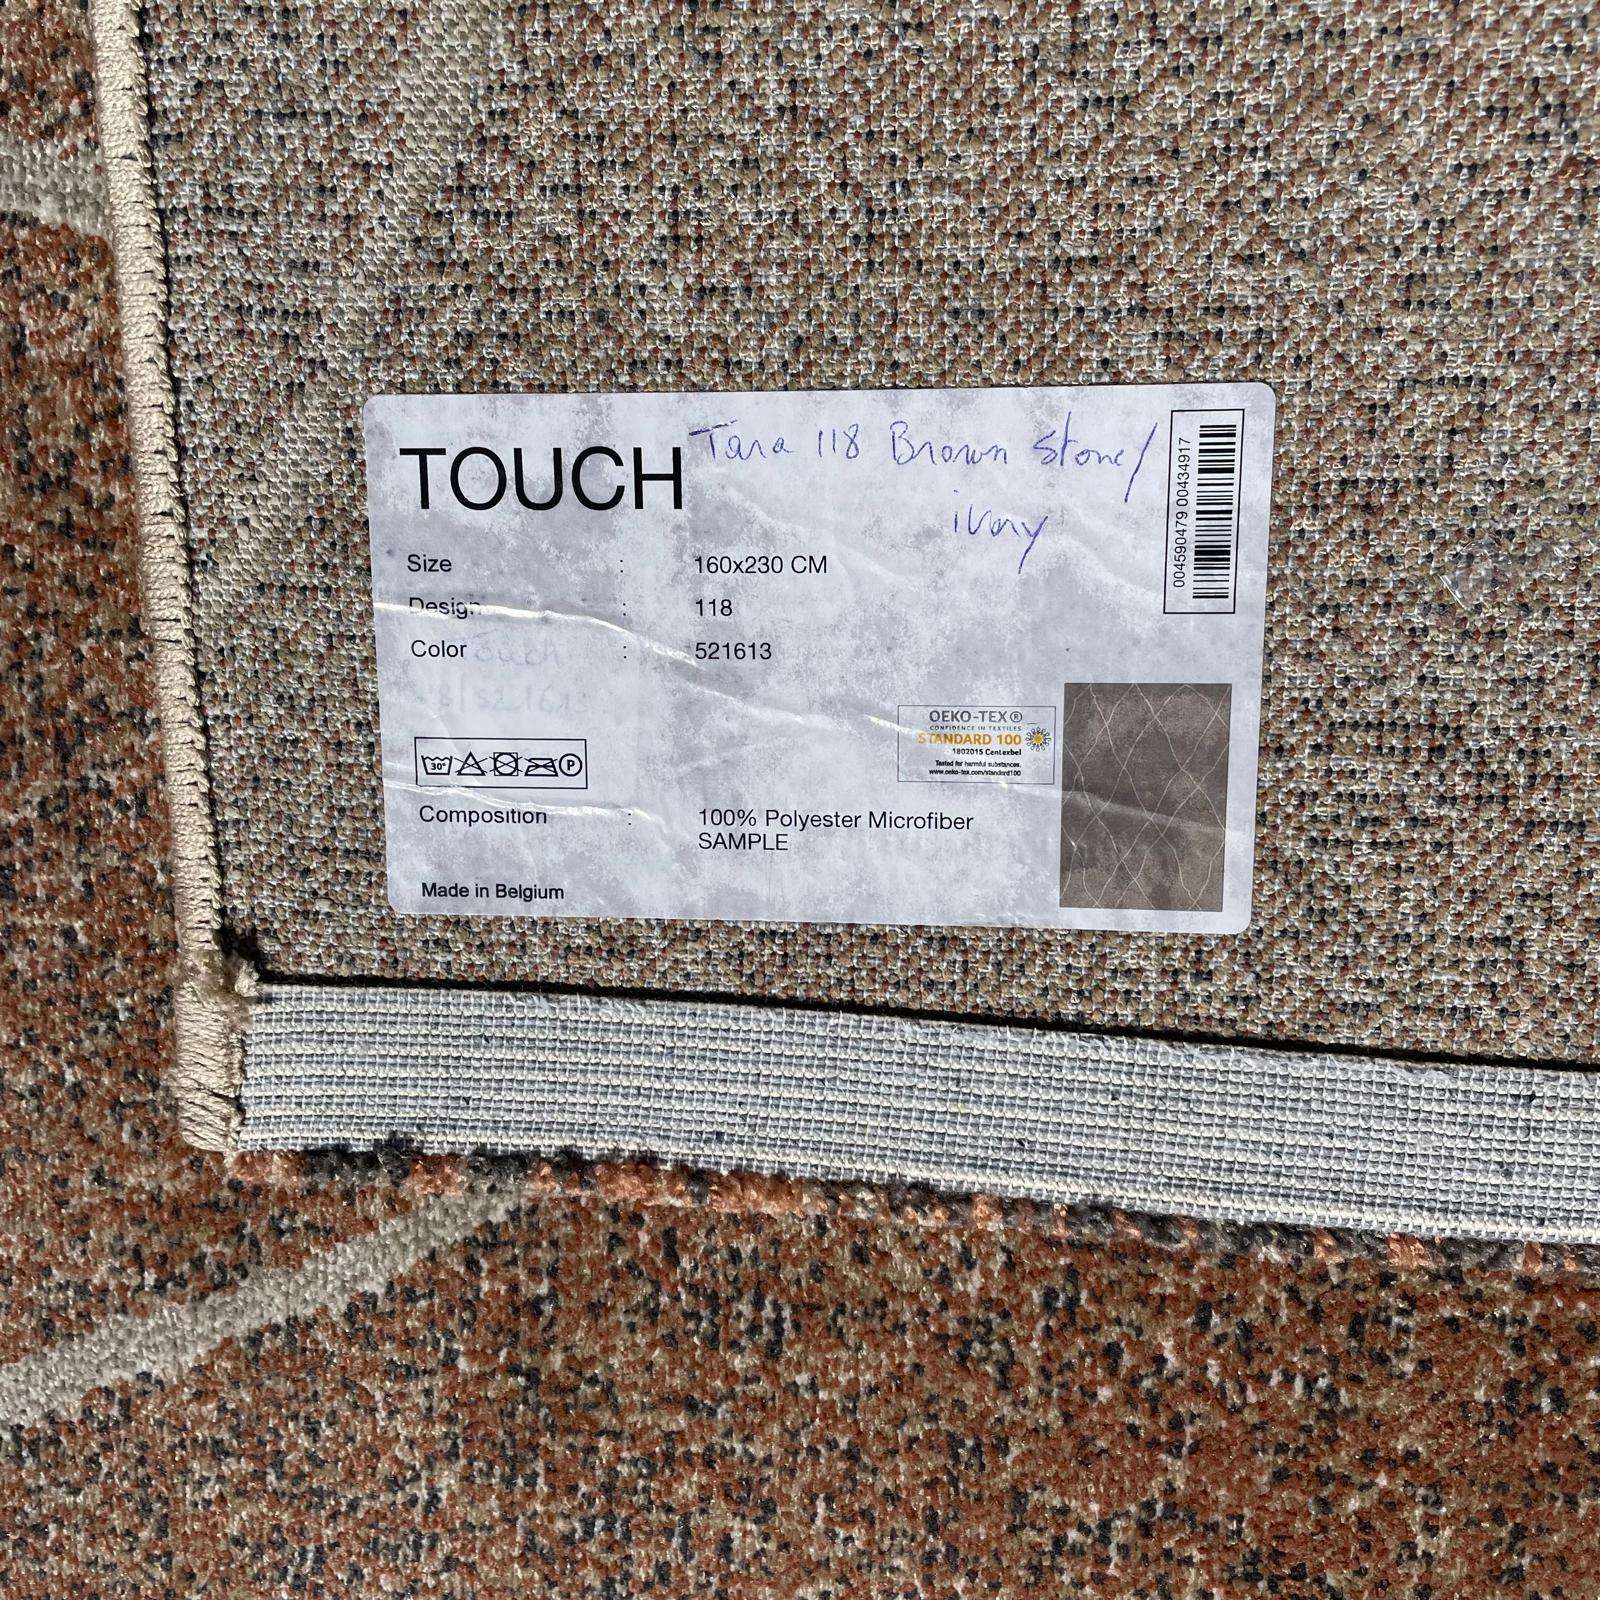 TOUCH
Tara 118 Brown Stone/
ivory
004590479 00434917
Size : 160x230 CM
Design : 118
Color : 521613
30°
P
OEKO-TEX®
CONFIDENCE IN TEXTILES
STANDARD 100
1802015 Centexbel
Tested for harmful substances.
www.oeko-tex.com/standard100
Composition : 100% Polyester Microfiber
SAMPLE
Made in Belgium